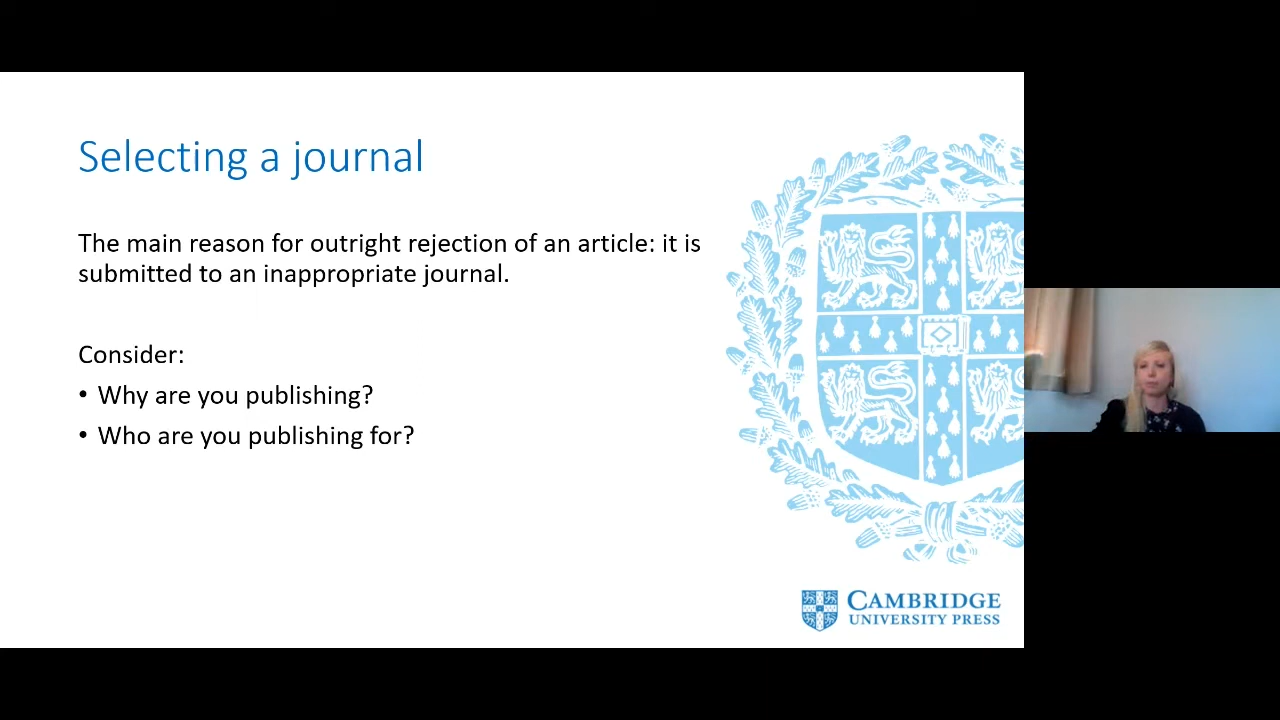 Selecting a journal
The main reason for outright rejection of an article: it is
submitted to an inappropriate journal.
Consider:
• Why are you publishing?
• Who are you publishing for?
CAMBRIDGE
UNIVERSITY PRESS